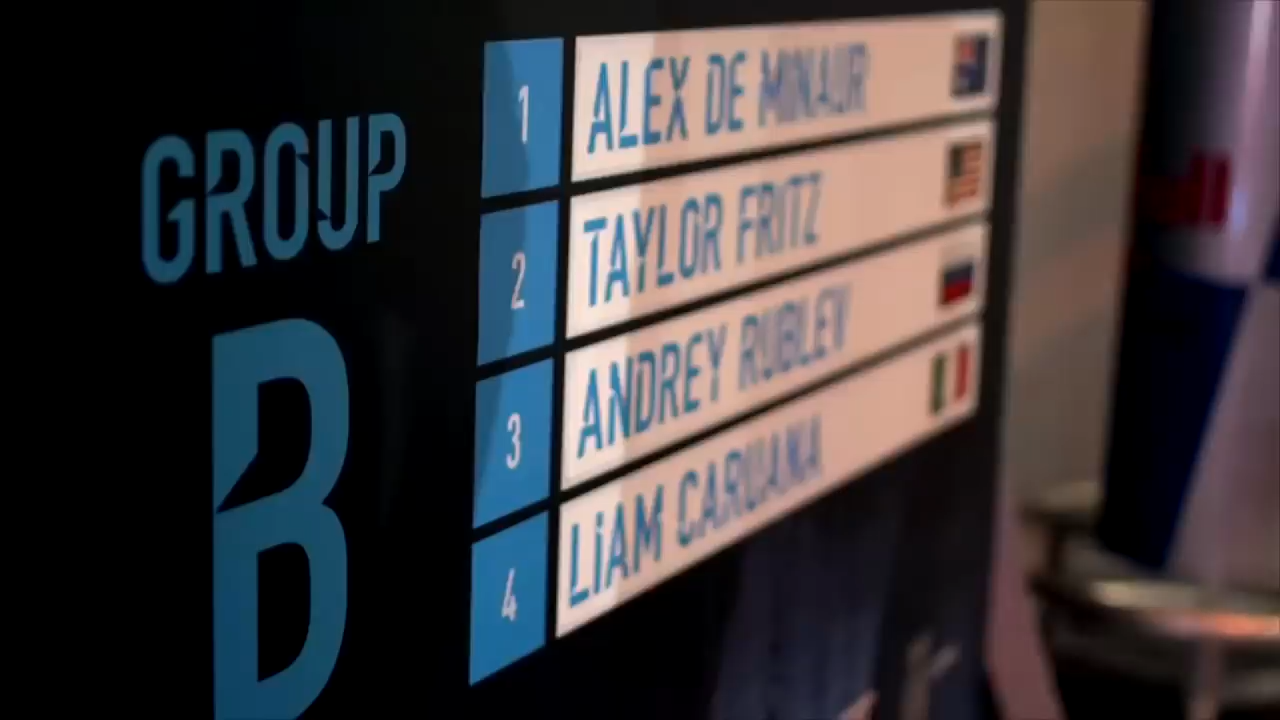 GROUP
B
1 ALEX DE MINAUR
2 TAYLOR FRITZ
3 ANDREY RUBLEV
4 LiAM CARUANA